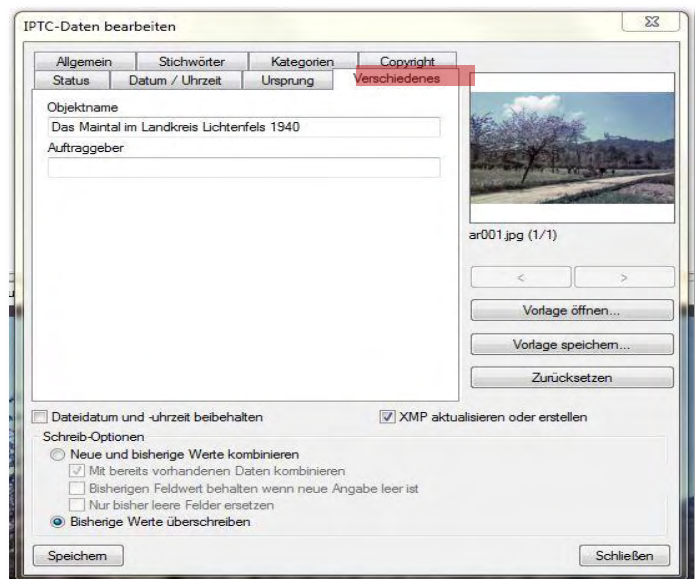 IPTC-Daten bearbeiten
Allgemein Stichwörter Kategorien Copyright
Status Datum / Uhrzeit Ursprung Verschiedenes
Objektname
Das Maintal im Landkreis Lichtenfels 1940
Auftraggeber
ar001.jpg (1/1)
< >
Vorlage öffnen...
Vorlage speichern...
Zurücksetzen
Dateidatum und -uhrzeit beibehalten XMP aktualisieren oder erstellen
Schreib-Optionen
Neue und bisherige Werte kombinieren
Mit bereits vorhandenen Daten kombinieren
Bisherigen Feldwert behalten wenn neue Angabe leer ist
Nur bisher leere Felder ersetzen
Bisherige Werte überschreiben
Speichern Schließen